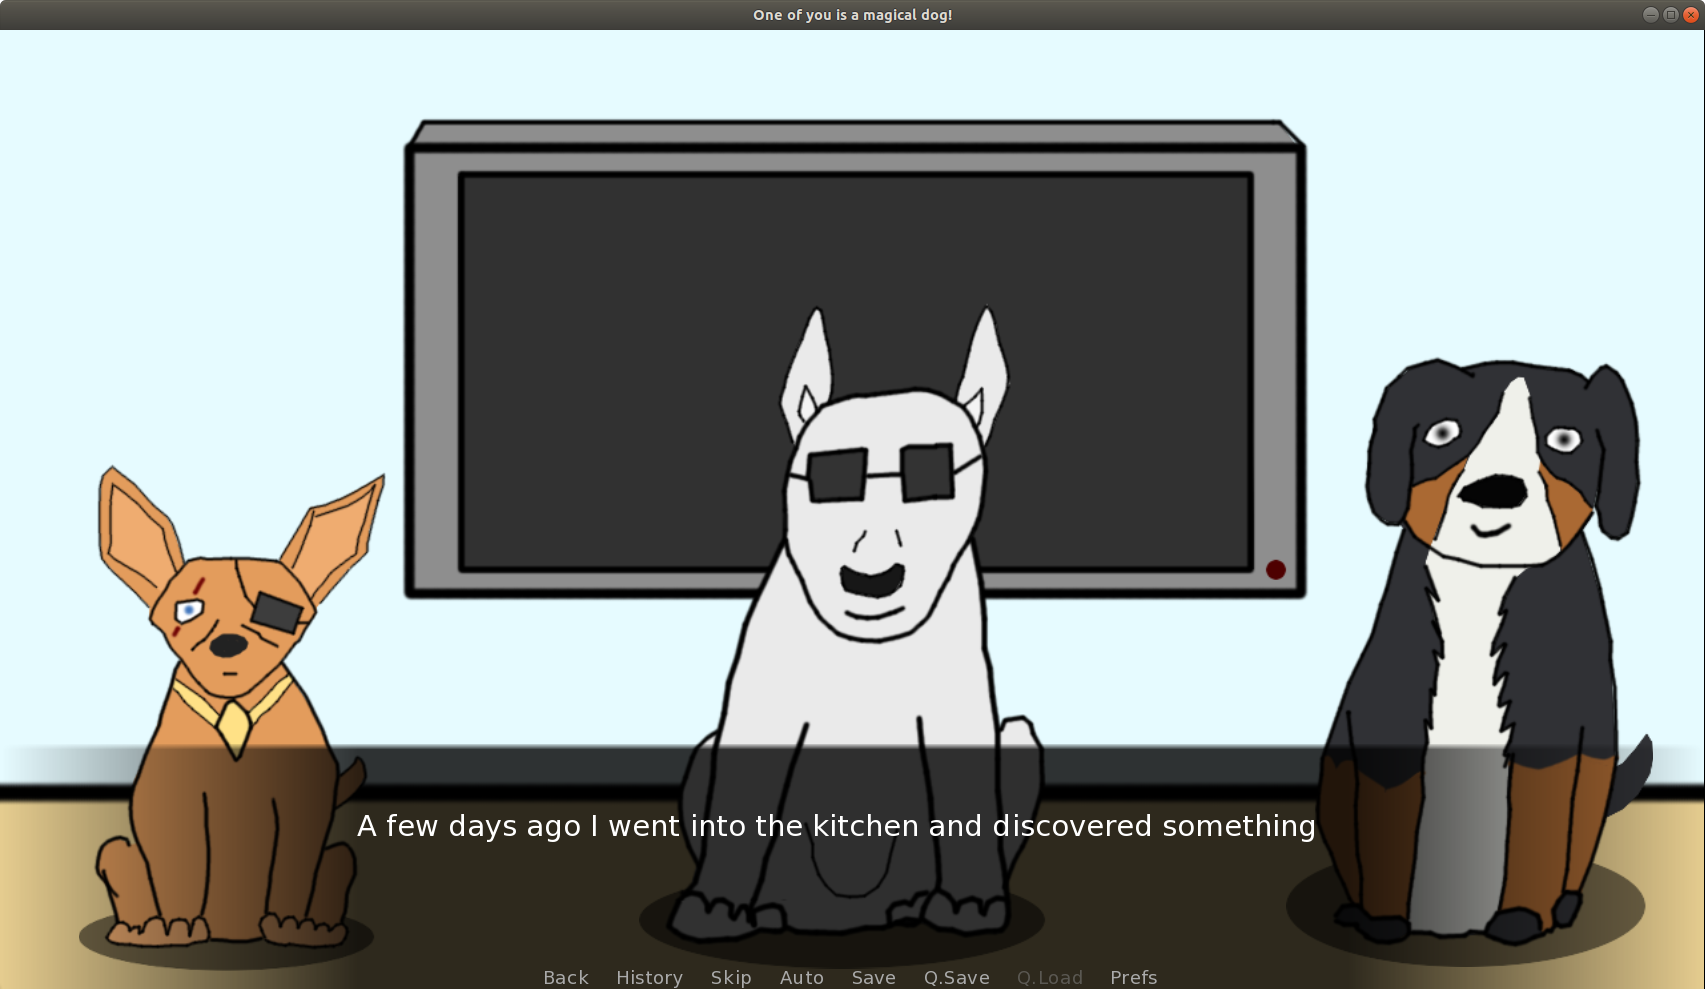 One of you is a magical dog!
A few days ago I went into the kitchen and discovered something
Back History Skip Auto Save Q.Save Q.Load Prefs